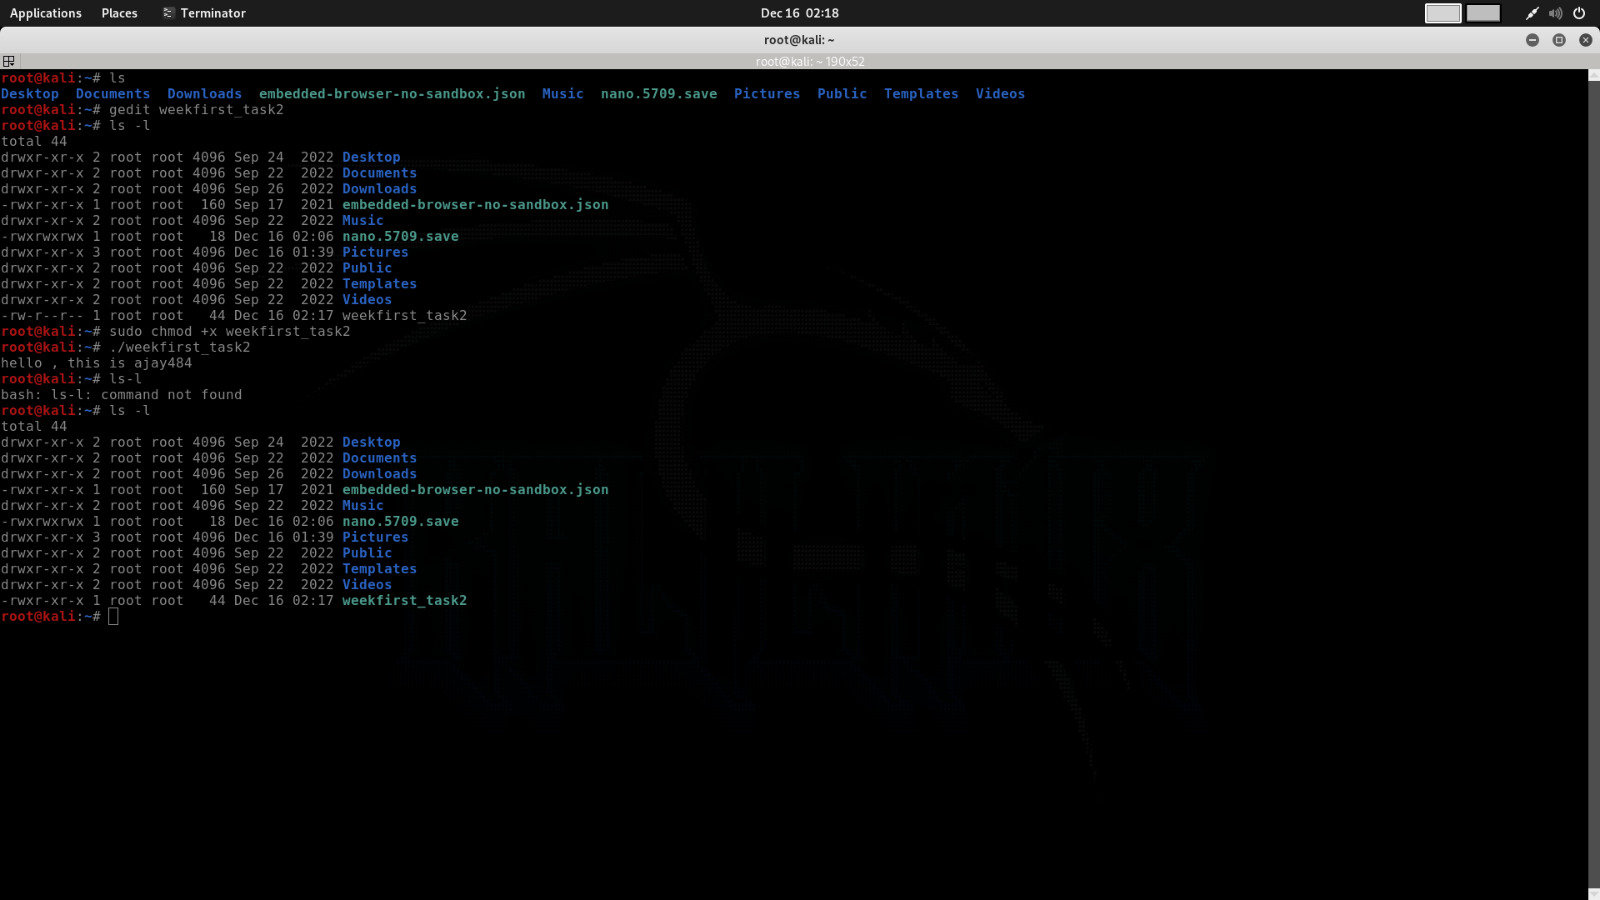 Applications Places Terminator Dec 16 02:18
root@kali: ~
root@kali: ~ 190x52
root@kali:~# ls
Desktop Documents Downloads embedded-browser-no-sandbox.json Music nano.5709.save Pictures Public Templates Videos
root@kali:~# gedit weekfirst_task2
root@kali:~# ls -l
total 44
drwxr-xr-x 2 root root 4096 Sep 24  2022 Desktop
drwxr-xr-x 2 root root 4096 Sep 22  2022 Documents
drwxr-xr-x 2 root root 4096 Sep 26  2022 Downloads
-rwxr-xr-x 1 root root  160 Sep 17  2021 embedded-browser-no-sandbox.json
drwxr-xr-x 2 root root 4096 Sep 22  2022 Music
-rwxrwxrwx 1 root root   18 Dec 16 02:06 nano.5709.save
drwxr-xr-x 3 root root 4096 Dec 16 01:39 Pictures
drwxr-xr-x 2 root root 4096 Sep 22  2022 Public
drwxr-xr-x 2 root root 4096 Sep 22  2022 Templates
drwxr-xr-x 2 root root 4096 Sep 22  2022 Videos
-rw-r--r-- 1 root root   44 Dec 16 02:17 weekfirst_task2
root@kali:~# sudo chmod +x weekfirst_task2
root@kali:~# ./weekfirst_task2
hello , this is ajay484
root@kali:~# ls-l
bash: ls-l: command not found
root@kali:~# ls -l
total 44
drwxr-xr-x 2 root root 4096 Sep 24  2022 Desktop
drwxr-xr-x 2 root root 4096 Sep 22  2022 Documents
drwxr-xr-x 2 root root 4096 Sep 26  2022 Downloads
-rwxr-xr-x 1 root root  160 Sep 17  2021 embedded-browser-no-sandbox.json
drwxr-xr-x 2 root root 4096 Sep 22  2022 Music
-rwxrwxrwx 1 root root   18 Dec 16 02:06 nano.5709.save
drwxr-xr-x 3 root root 4096 Dec 16 01:39 Pictures
drwxr-xr-x 2 root root 4096 Sep 22  2022 Public
drwxr-xr-x 2 root root 4096 Sep 22  2022 Templates
drwxr-xr-x 2 root root 4096 Sep 22  2022 Videos
-rwxr-xr-x 1 root root   44 Dec 16 02:17 weekfirst_task2
root@kali:~#